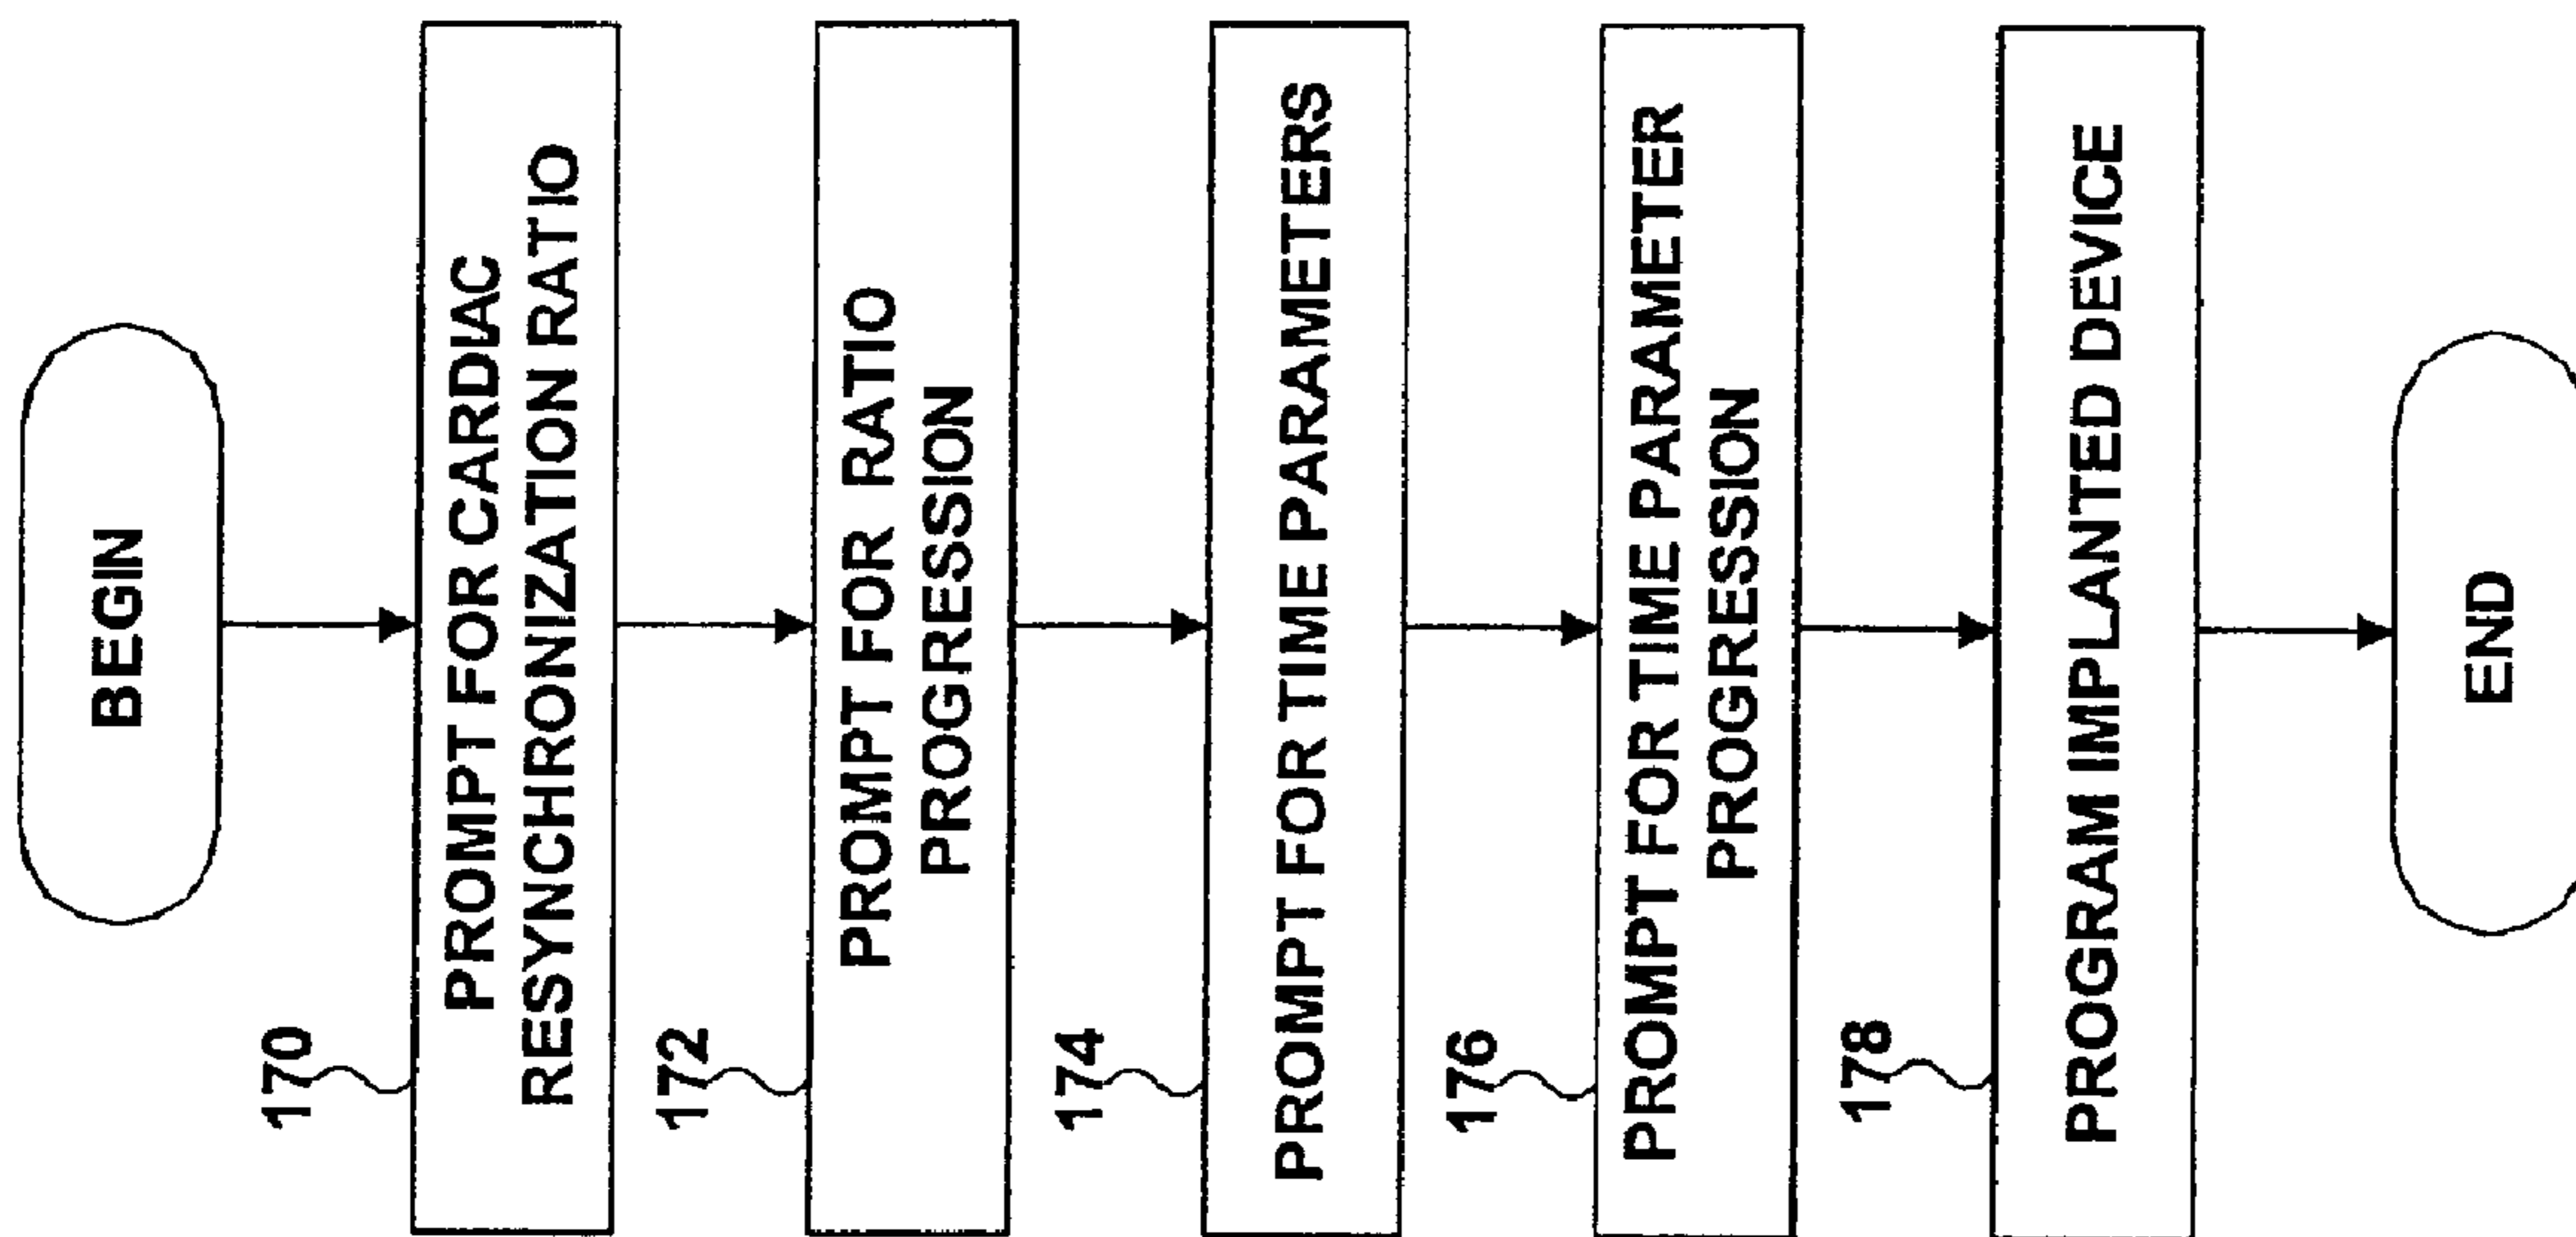 BEGIN
170
PROMPT FOR CARDIAC
RESYNCHRONIZATION RATIO
172
PROMPT FOR RATIO
PROGRESSION
174
PROMPT FOR TIME PARAMETERS
176
PROMPT FOR TIME PARAMETER
PROGRESSION
178
PROGRAM IMPLANTED DEVICE
END